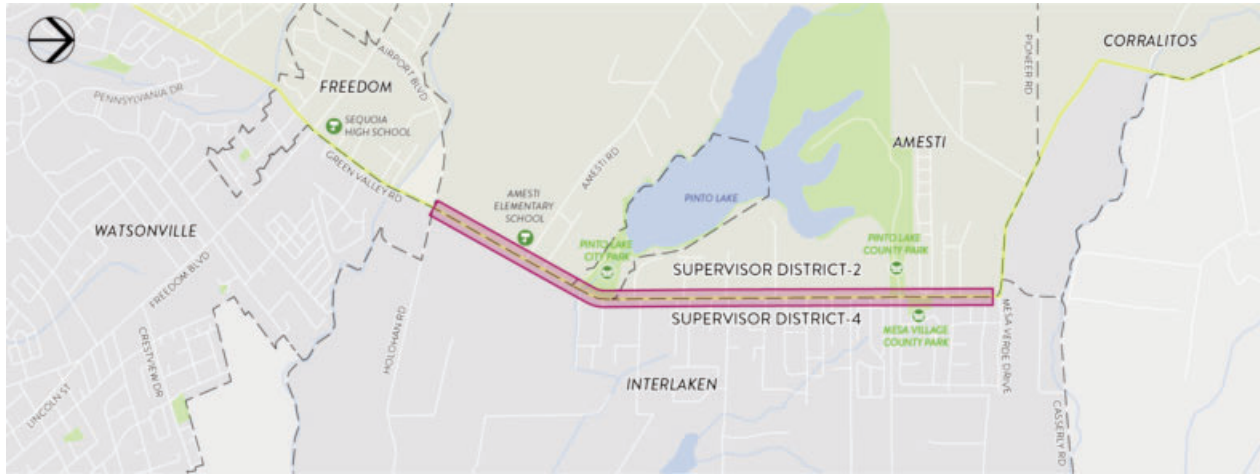 CORRALITOS
PIONEER RD
AIRPORT BLVD
FREEDOM
PENNSYLVANIA DR
SEQUOIA
HIGH SCHOOL
GREEN VALLEY RD
AMESTI RD
AMESTI
AMESTI
ELEMENTARY
SCHOOL
PINTO LAKE
WATSONVILLE
FREEDOM BLVD
PINTO LAKE
CITY PARK
PINTO LAKE
COUNTY PARK
SUPERVISOR DISTRICT-2
SUPERVISOR DISTRICT-4
MESA VILLAGE
COUNTY PARK
HOLOHAN RD
MESA VERDE DRIVE
CRESTVIEW DR
LINCOLN ST
INTERLAKEN
CASSERLY RD